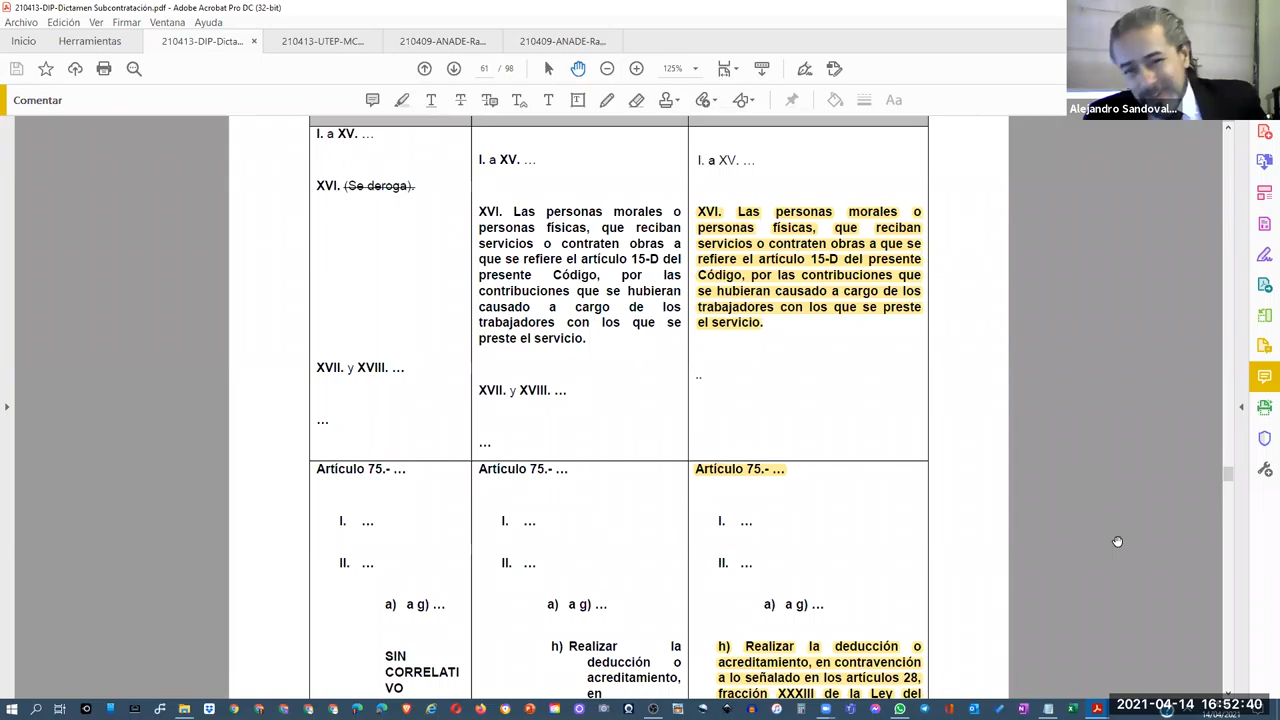 210413-DIP-Dictamen Subcontratación.pdf - Adobe Acrobat Pro DC (32-bit)
Archivo Edición Ver Firmar Ventana Ayuda
Inicio Herramientas 210413-DIP-Dicta... × 210413-UTEP-MC... 210409-ANADE-Ra... 210409-ANADE-Ra...
61 / 98 125%
Comentar
Aa
Alejandro Sandoval...
I. a XV. ...
XVI. (Se deroga).
XVII. y XVIII. ...
...
I. a XV. ...
XVI. Las personas morales o
personas físicas, que reciban
servicios o contraten obras a
que se refiere el artículo 15-D del
presente Código, por las
contribuciones que se hubieran
causado a cargo de los
trabajadores con los que se
preste el servicio.
XVII. y XVIII. ...
...
I. a XV. ...
XVI. Las personas morales o
personas físicas, que reciban
servicios o contraten obras a que se
refiere el artículo 15-D del presente
Código, por las contribuciones que
se hubieran causado a cargo de los
trabajadores con los que se preste
el servicio.
..
Artículo 75.- ...
I. ...
II. ...
a) a g) ...
SIN
CORRELATI
VO
Artículo 75.- ...
I. ...
II. ...
a) a g) ...
h) Realizar la
deducción o
acreditamiento,
en
Artículo 75.- ...
I. ...
II. ...
a) a g) ...
h) Realizar la deducción o
acreditamiento, en contravención
a lo señalado en los artículos 28,
fracción XXXIII de la Ley del
2021-04-14 16:52:40
14/04/2021